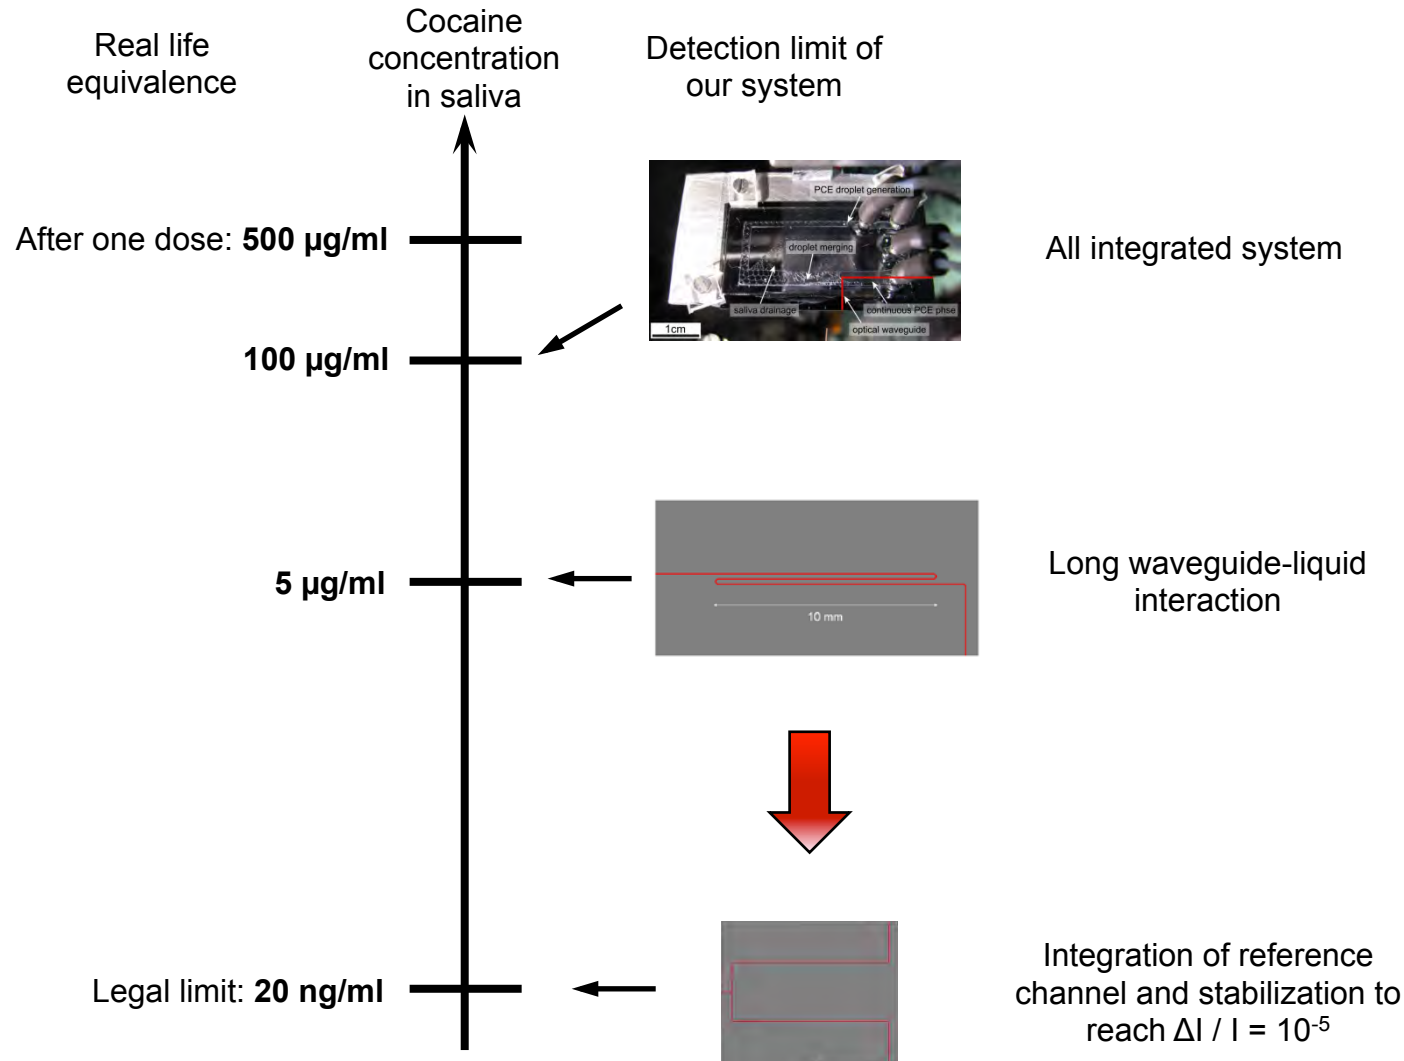 Real life
equivalence
Cocaine
concentration
in saliva
Detection limit of
our system
After one dose: 500 µg/ml
PCE droplet generation
droplet merging
saliva drainage
continuous PCE phse
optical waveguide
1cm
All integrated system
100 µg/ml
5 µg/ml
10 mm
Long waveguide-liquid
interaction
Legal limit: 20 ng/ml
Integration of reference
channel and stabilization to
reach ΔI / I = 10⁻⁵